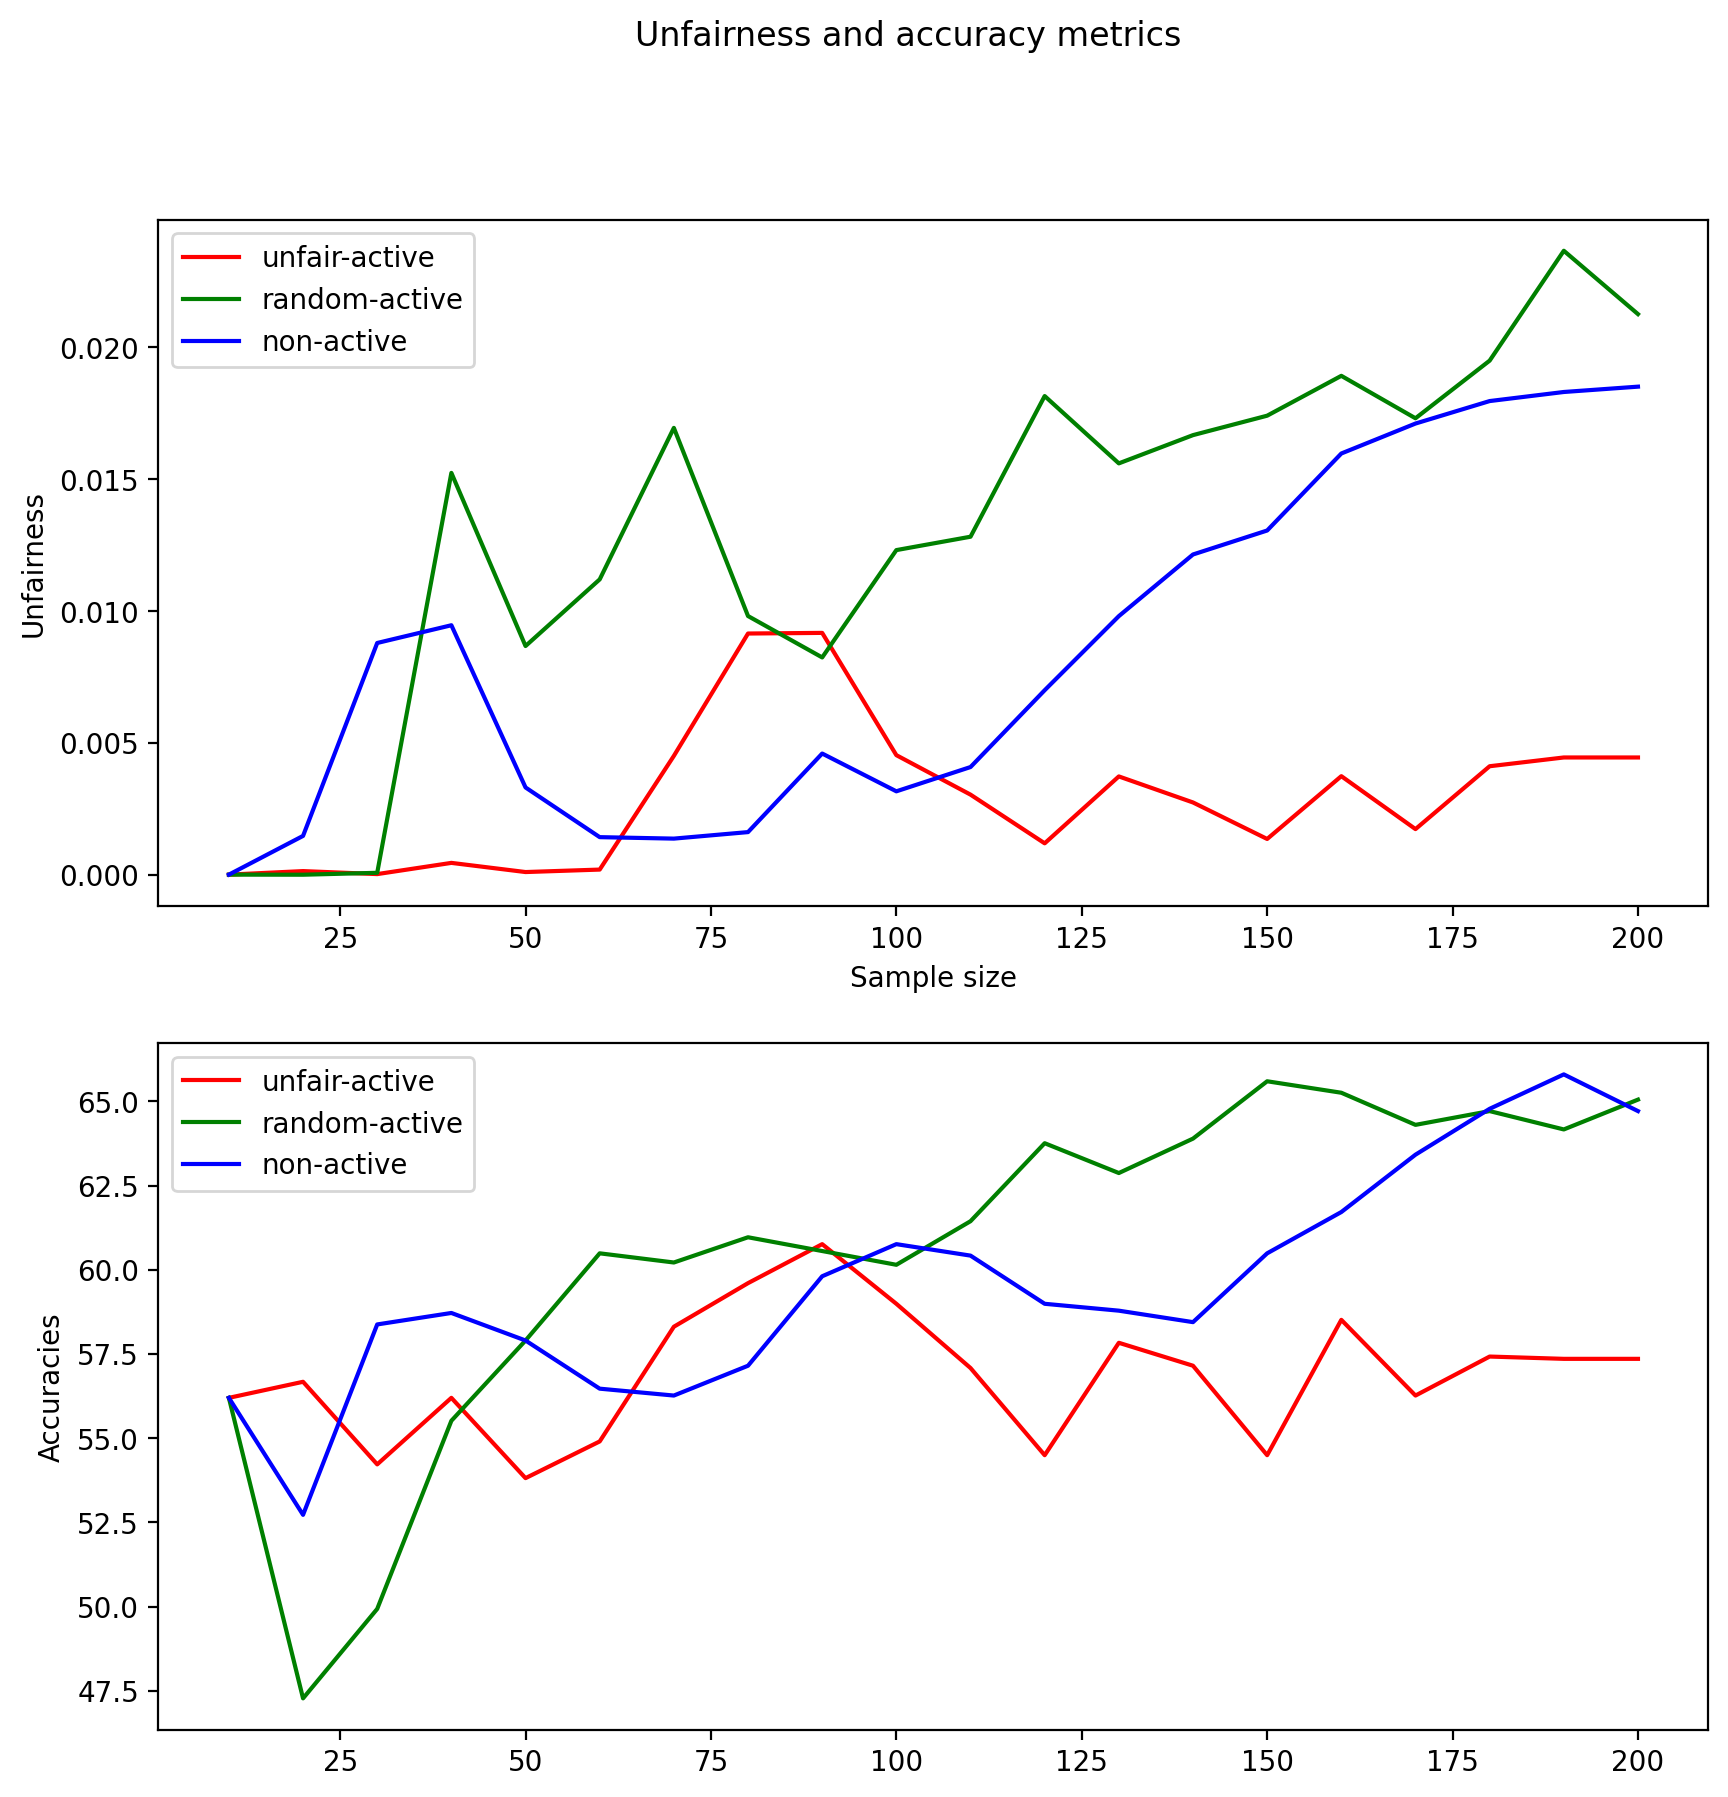 Unfairness and accuracy metrics
unfair-active
random-active
non-active
0.020
0.015
0.010
0.005
0.000
Unfairness
25 50 75 100 125 150 175 200
Sample size
unfair-active
random-active
non-active
65.0
62.5
60.0
57.5
55.0
52.5
50.0
47.5
Accuracies
25 50 75 100 125 150 175 200